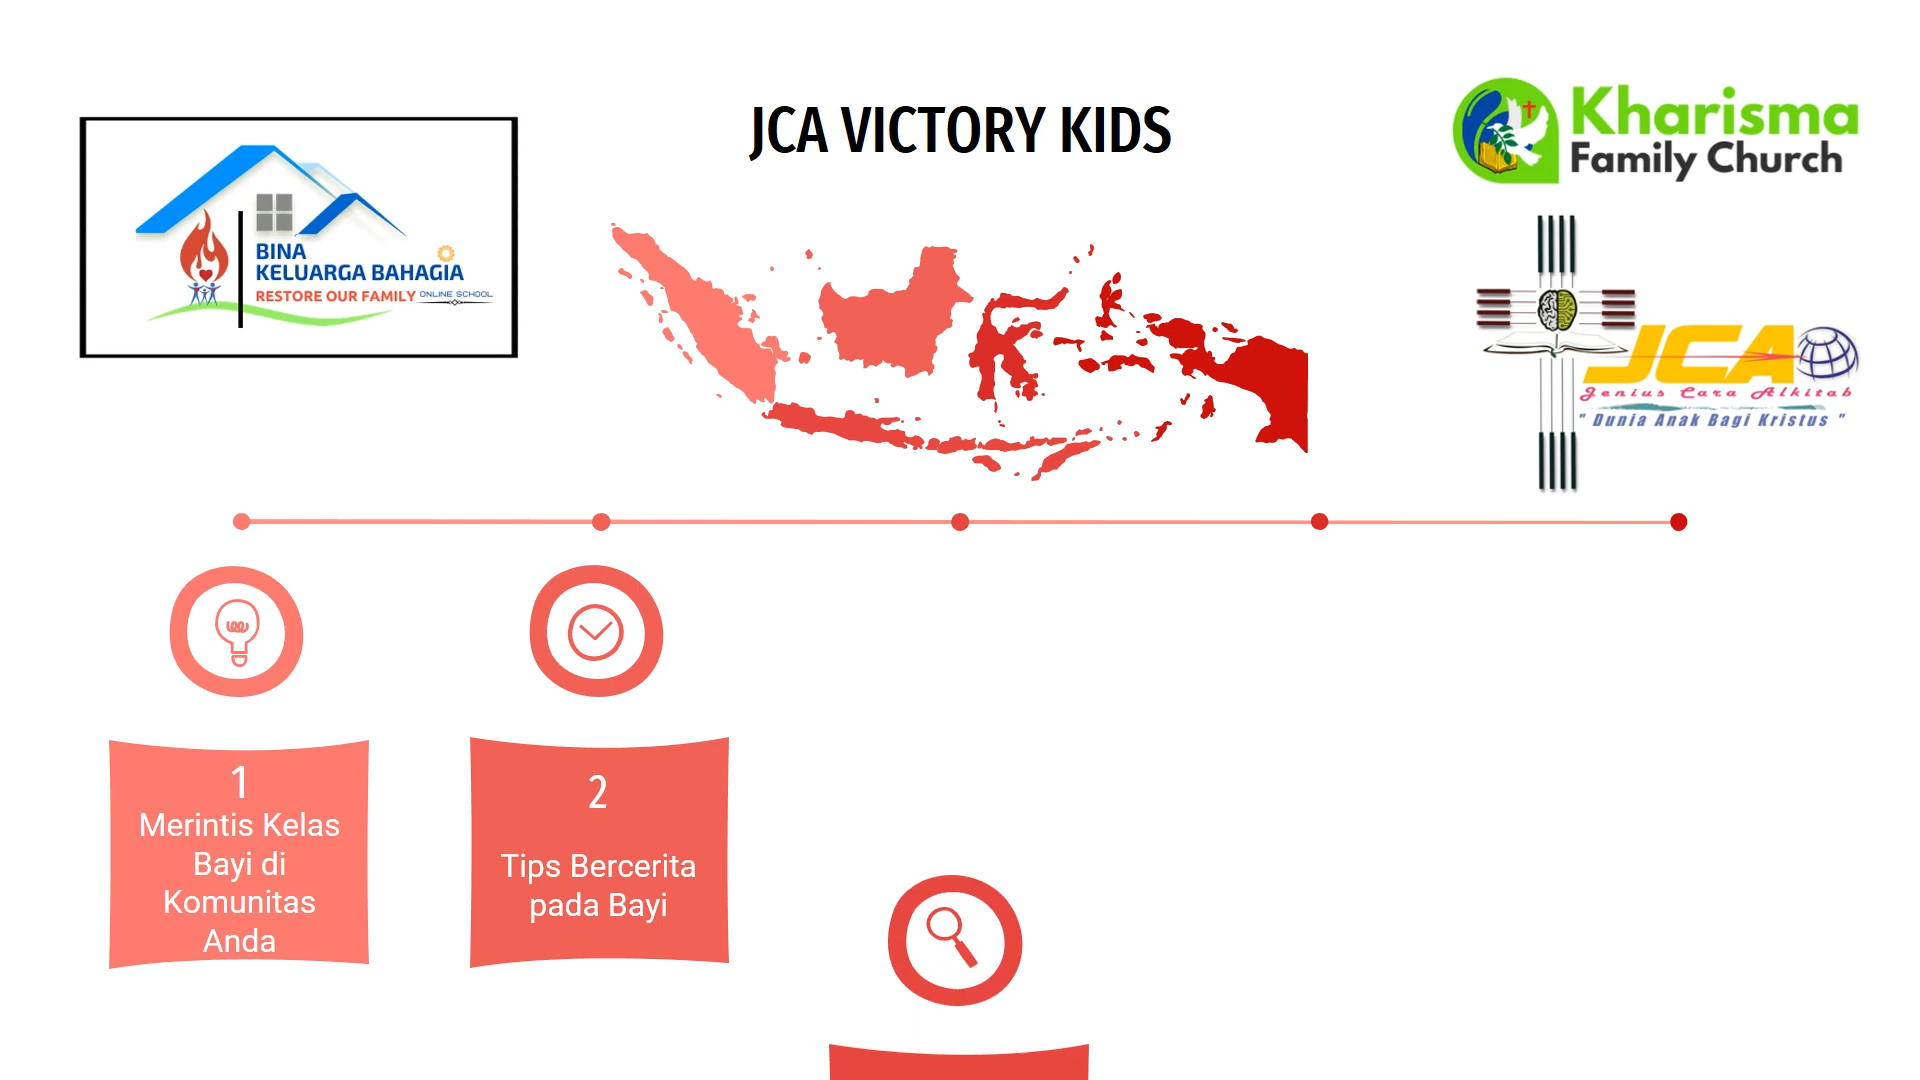 JCA VICTORY KIDS
BINA
KELUARGA BAHAGIA
RESTORE OUR FAMILY ONLINE SCHOOL
Kharisma
Family Church
JCA
Jenius Cara Alkitab
" Dunia Anak Bagi Kristus "
1
Merintis Kelas
Bayi di
Komunitas
Anda
2
Tips Bercerita
pada Bayi